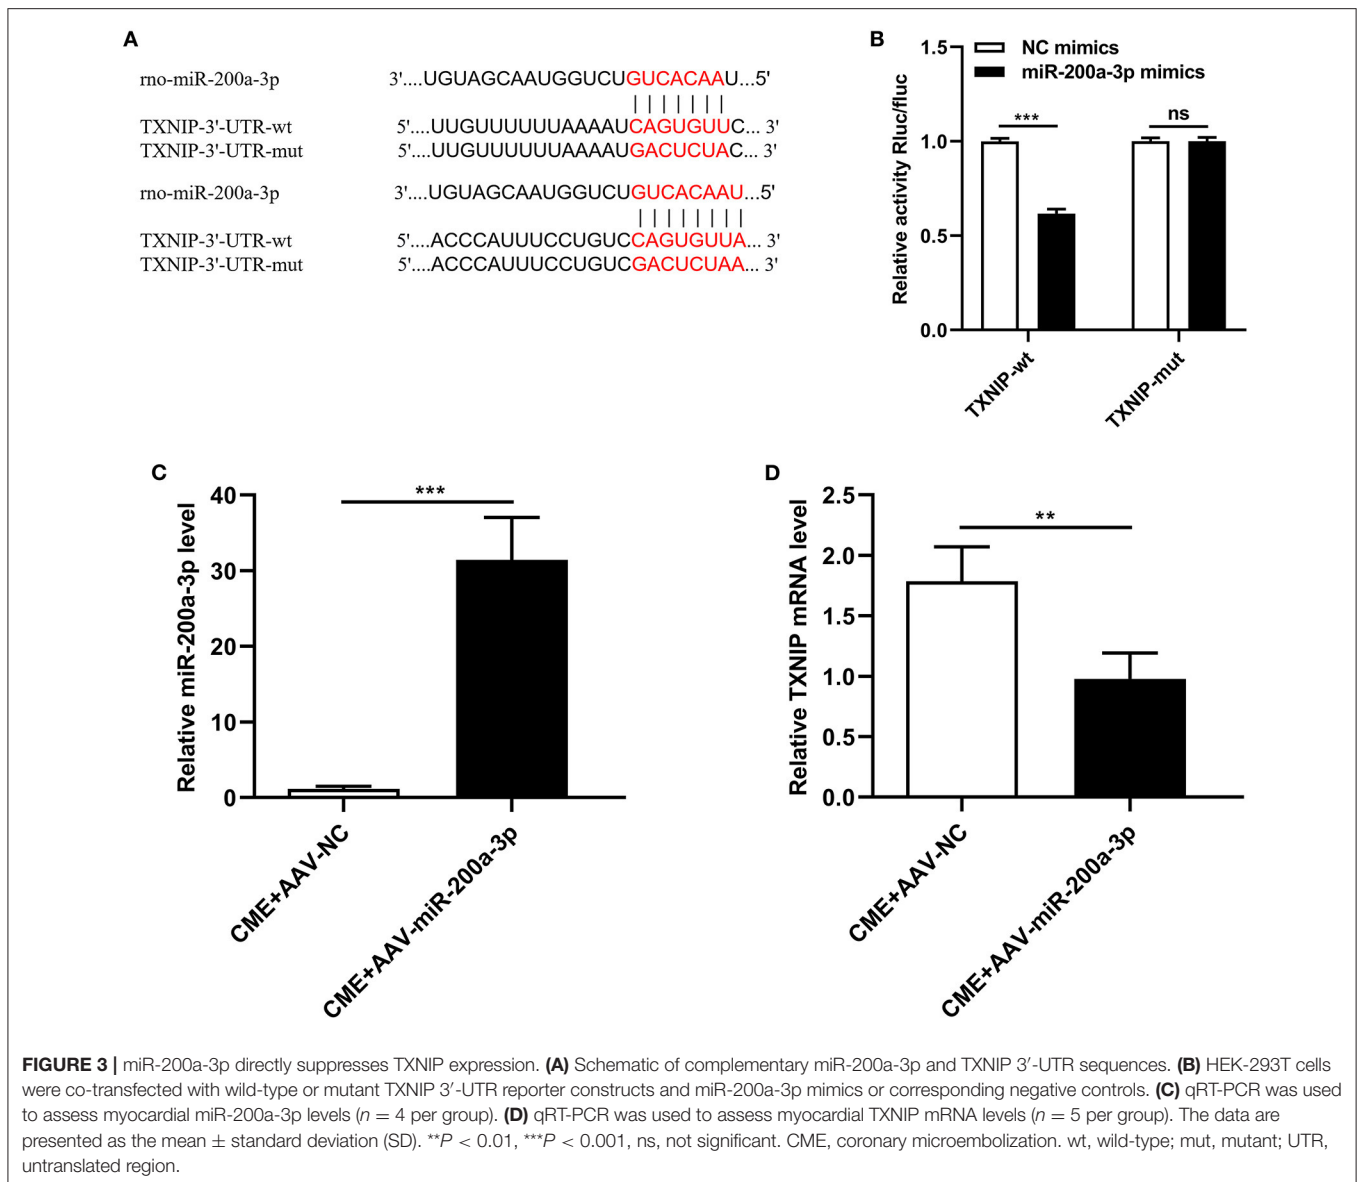 A
rno-miR-200a-3p 3'....UGUAGCAAUGGUCUGUCACAAU...5'
TXNIP-3'-UTR-wt 5'....UUGUUUUUUAAAAUCAGUGUUC... 3'
TXNIP-3'-UTR-mut 5'....UUGUUUUUUAAAAUGACUCUAC... 3'
rno-miR-200a-3p 3'....UGUAGCAAUGGUCUGUCACAAU...5'
TXNIP-3'-UTR-wt 5'....ACCCAUUUCCUGUCCAGUGUUA... 3'
TXNIP-3'-UTR-mut 5'....ACCCAUUUCCUGUCGACUCUAA... 3'
B
NC mimics
miR-200a-3p mimics
Relative activity Rluc/fluc
1.5
1.0
0.5
0.0
***
ns
TXNIP-wt
TXNIP-mut
C
Relative miR-200a-3p level
40
30
20
10
0
***
CME+AAV-NC
CME+AAV-miR-200a-3p
D
Relative TXNIP mRNA level
2.5
2.0
1.5
1.0
0.5
0.0
**
CME+AAV-NC
CME+AAV-miR-200a-3p
FIGURE 3 | miR-200a-3p directly suppresses TXNIP expression. (A) Schematic of complementary miR-200a-3p and TXNIP 3′-UTR sequences. (B) HEK-293T cells
were co-transfected with wild-type or mutant TXNIP 3′-UTR reporter constructs and miR-200a-3p mimics or corresponding negative controls. (C) qRT-PCR was used
to assess myocardial miR-200a-3p levels (n = 4 per group). (D) qRT-PCR was used to assess myocardial TXNIP mRNA levels (n = 5 per group). The data are
presented as the mean ± standard deviation (SD). **P < 0.01, ***P < 0.001, ns, not significant. CME, coronary microembolization. wt, wild-type; mut, mutant; UTR,
untranslated region.